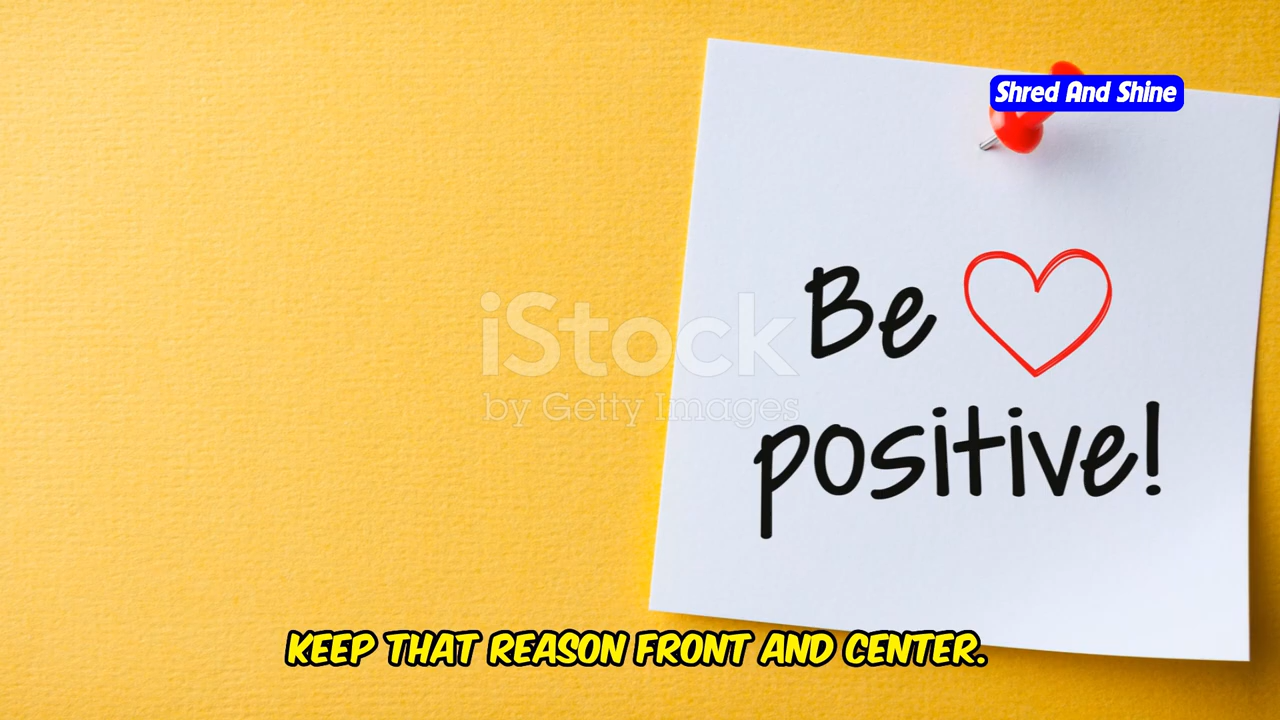 Shred And Shine
Be
positive!
iStock
by Getty Images
KEEP THAT REASON FRONT AND CENTER.